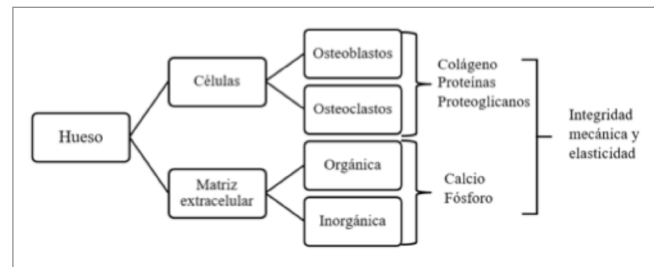 Hueso
Células
Matriz
extracelular
Osteoblastos
Osteoclastos
Orgánica
Inorgánica
Colágeno
Proteínas
Proteoglicanos
Calcio
Fósforo
Integridad
mecánica y
elasticidad